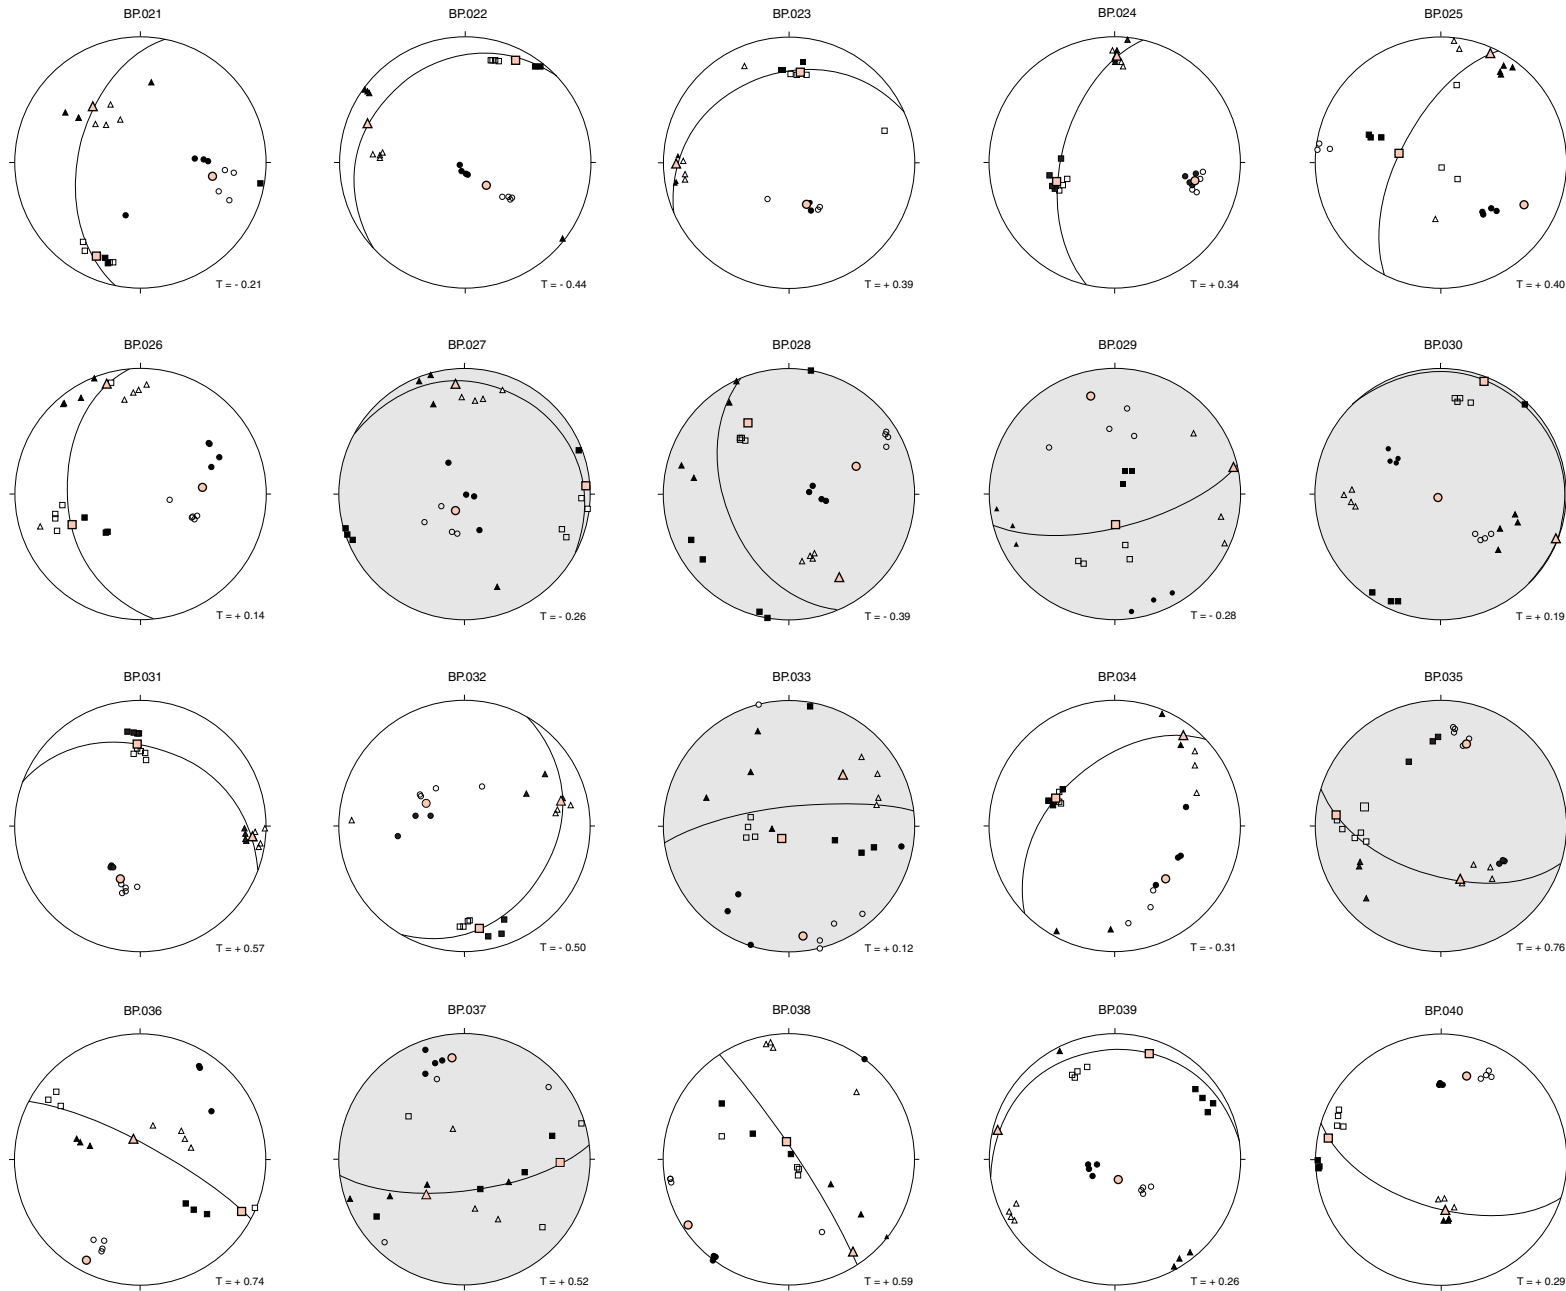 BP.021 BP.022 BP.023 BP.024 BP.025
T = - 0.21 T = - 0.44 T = + 0.39 T = + 0.34 T = + 0.40
BP.026 BP.027 BP.028 BP.029 BP.030
T = + 0.14 T = - 0.26 T = - 0.39 T = - 0.28 T = + 0.19
BP.031 BP.032 BP.033 BP.034 BP.035
T = + 0.57 T = - 0.50 T = + 0.12 T = - 0.31 T = + 0.76
BP.036 BP.037 BP.038 BP.039 BP.040
T = + 0.74 T = + 0.52 T = + 0.59 T = + 0.26 T = + 0.29